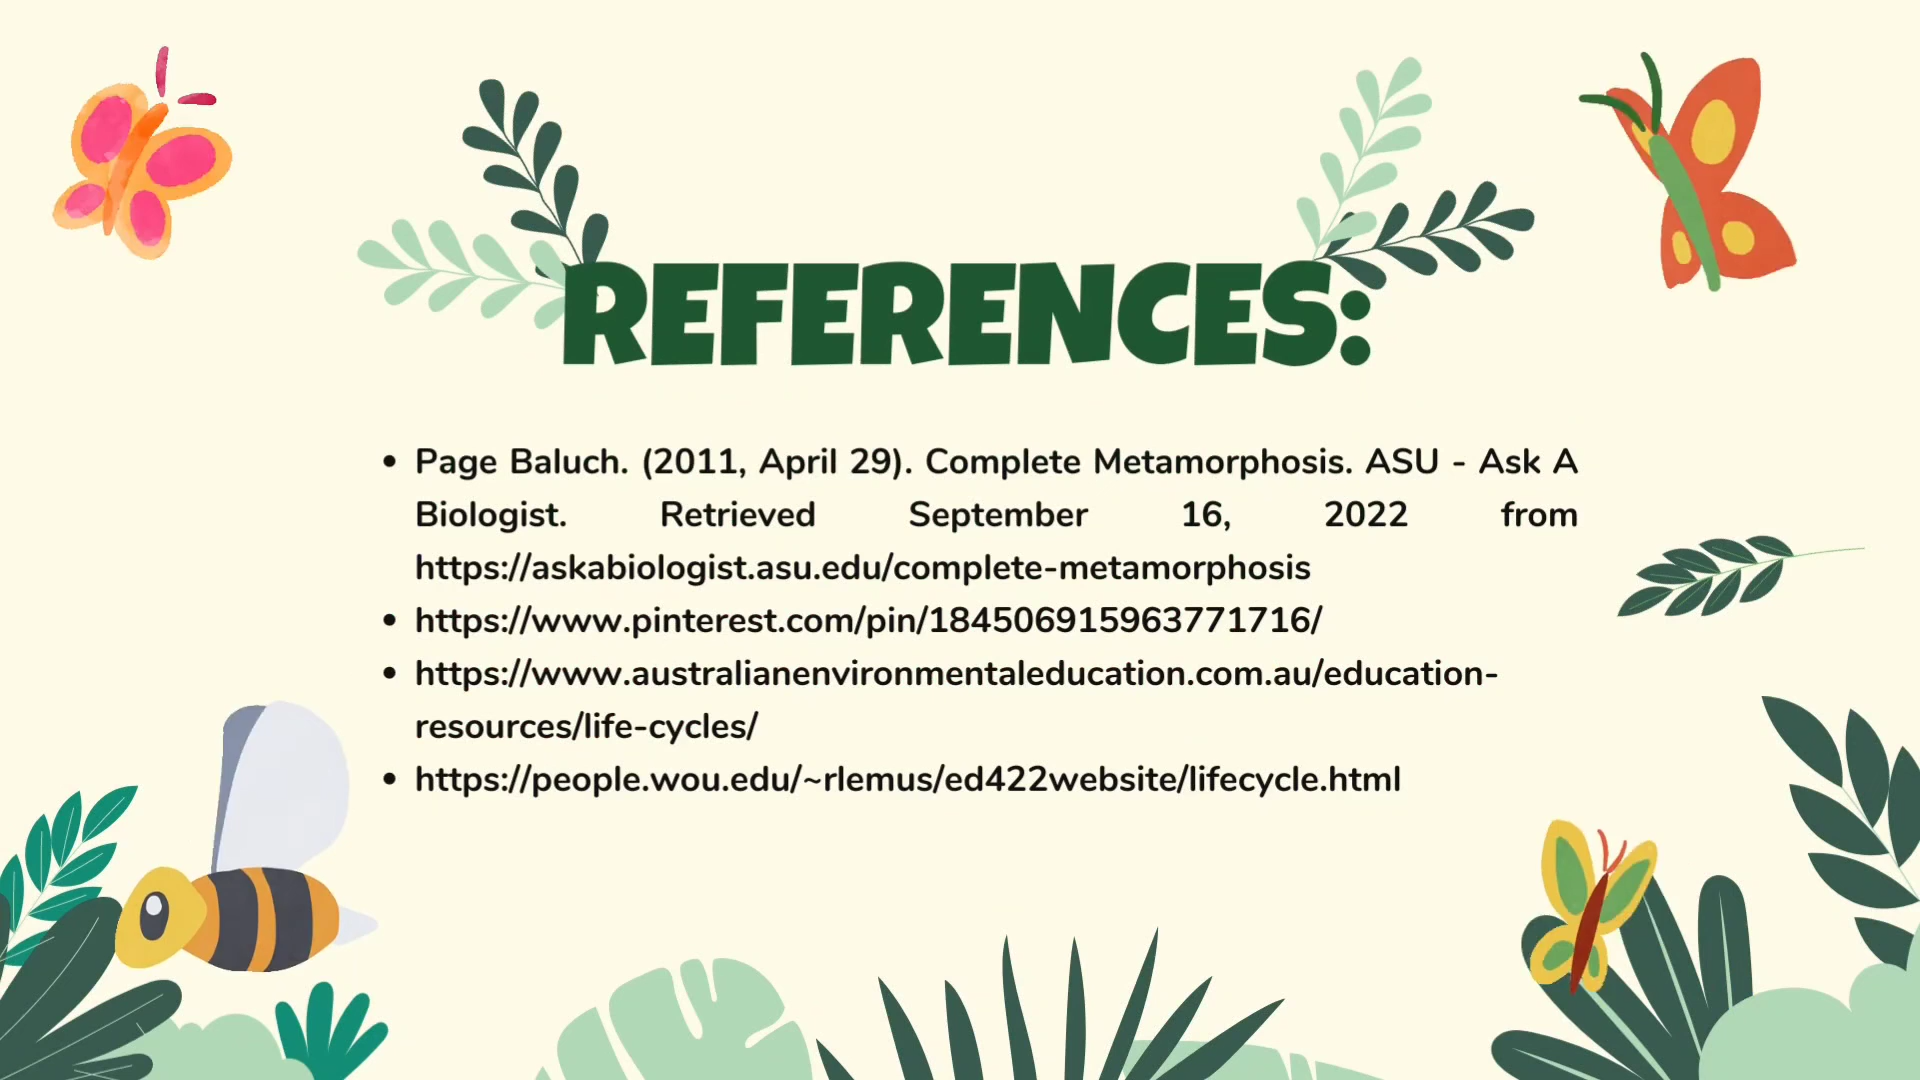 REFERENCES:
• Page Baluch. (2011, April 29). Complete Metamorphosis. ASU - Ask A
Biologist. Retrieved September 16, 2022 from
https://askabiologist.asu.edu/complete-metamorphosis
• https://www.pinterest.com/pin/184506915963771716/
• https://www.australianenvironmentaleducation.com.au/education-
resources/life-cycles/
• https://people.wou.edu/~rlemus/ed422website/lifecycle.html